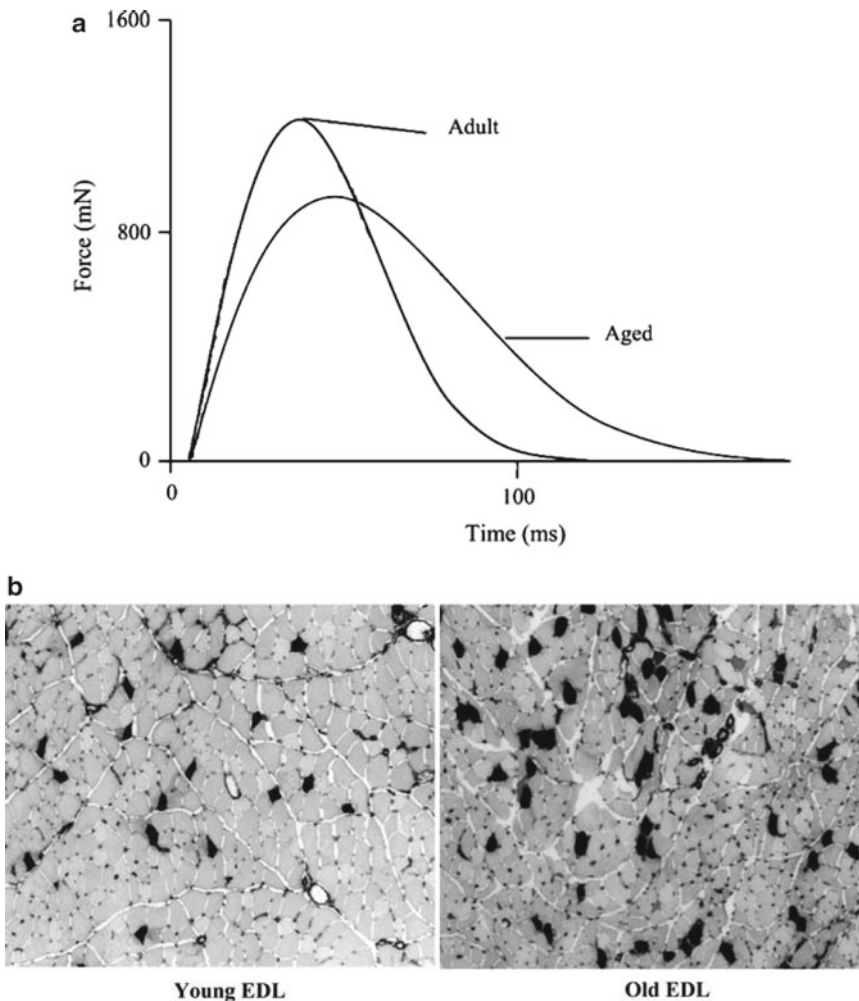 a
1600
Adult
800
Force (mN)
Aged
0
0
100
Time (ms)
b
Young EDL
Old EDL